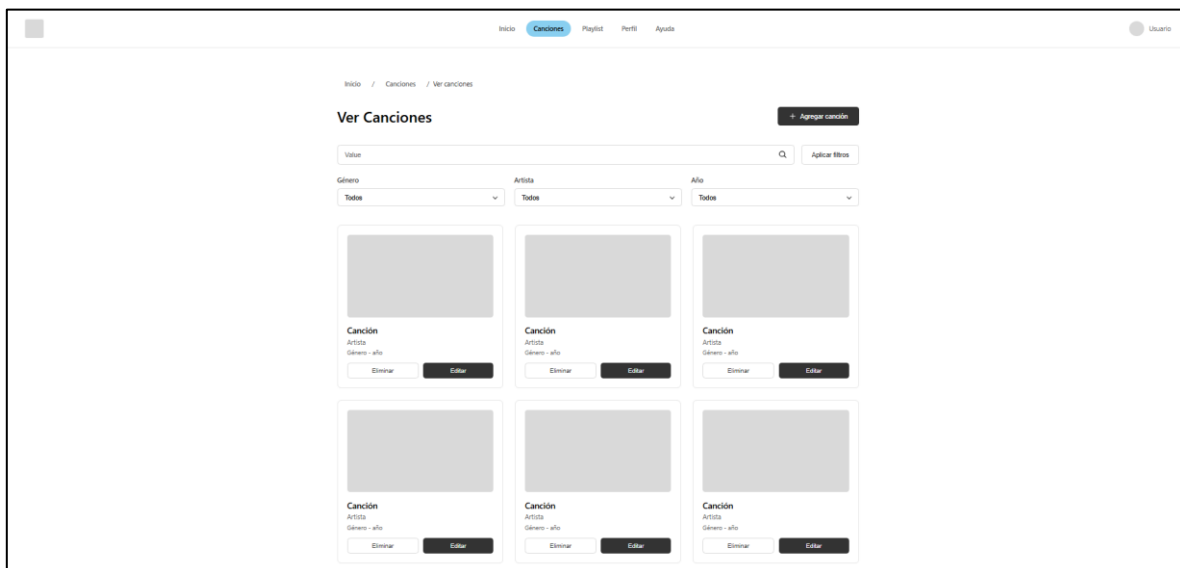 Inicio Canciones Playlist Perfil Ayuda Usuario
Inicio / Canciones / Ver canciones
Ver Canciones + Agregar canción
Value Aplicar filtros
Género Artista Año
Todos Todos Todos
Canción Canción Canción
Artista Artista Artista
Género - año Género - año Género - año
Eliminar Editar Eliminar Editar Eliminar Editar
Canción Canción Canción
Artista Artista Artista
Género - año Género - año Género - año
Eliminar Editar Eliminar Editar Eliminar Editar